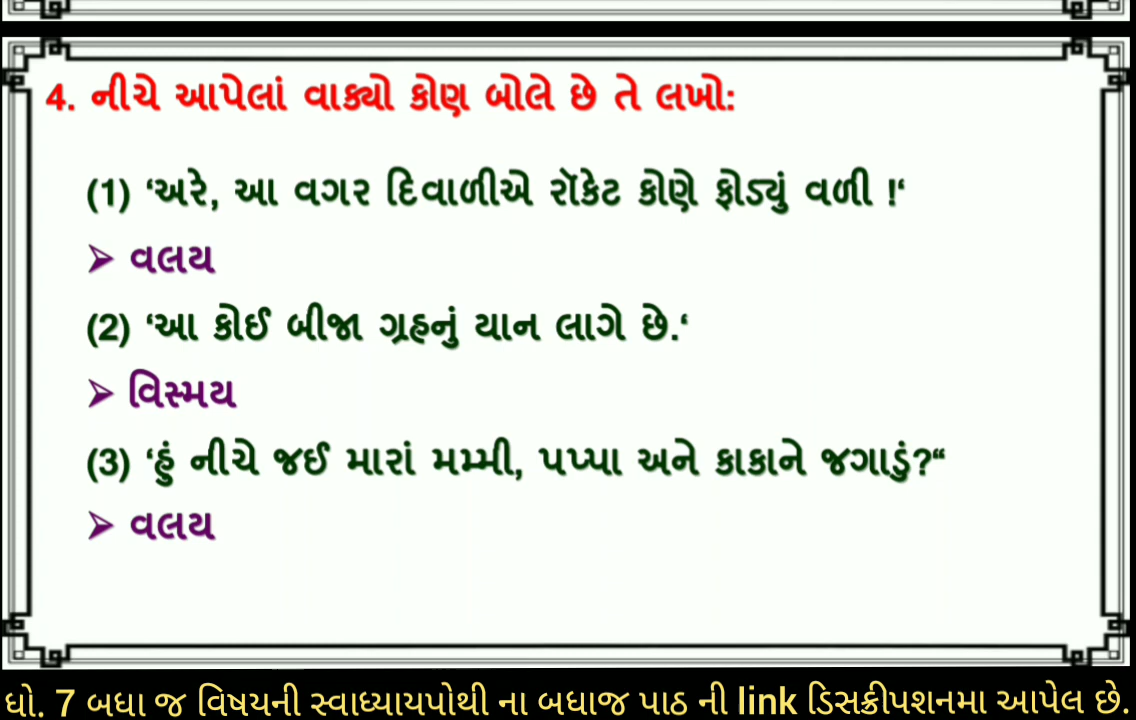 4. નીચે આપેલાં વાક્યો કોણ બોલે છે તે લખો:
(1) ‘અરે, આ વગર દિવાળીએ રૉકેટ કોણે ફોડ્યું વળી !‘
➢ વલય
(2) ‘આ કોઈ બીજા ગ્રહનું યાન લાગે છે.‘
➢ વિસ્મય
(3) ‘હું નીચે જઈ મારાં મમ્મી, પપ્પા અને કાકાને જગાડું?“
➢ વલય
ધો. 7 બધા જ વિષયની સ્વાધ્યાયપોથી ના બધાજ પાઠ ની link ડિસક્રીપશનમા આપેલ છે.